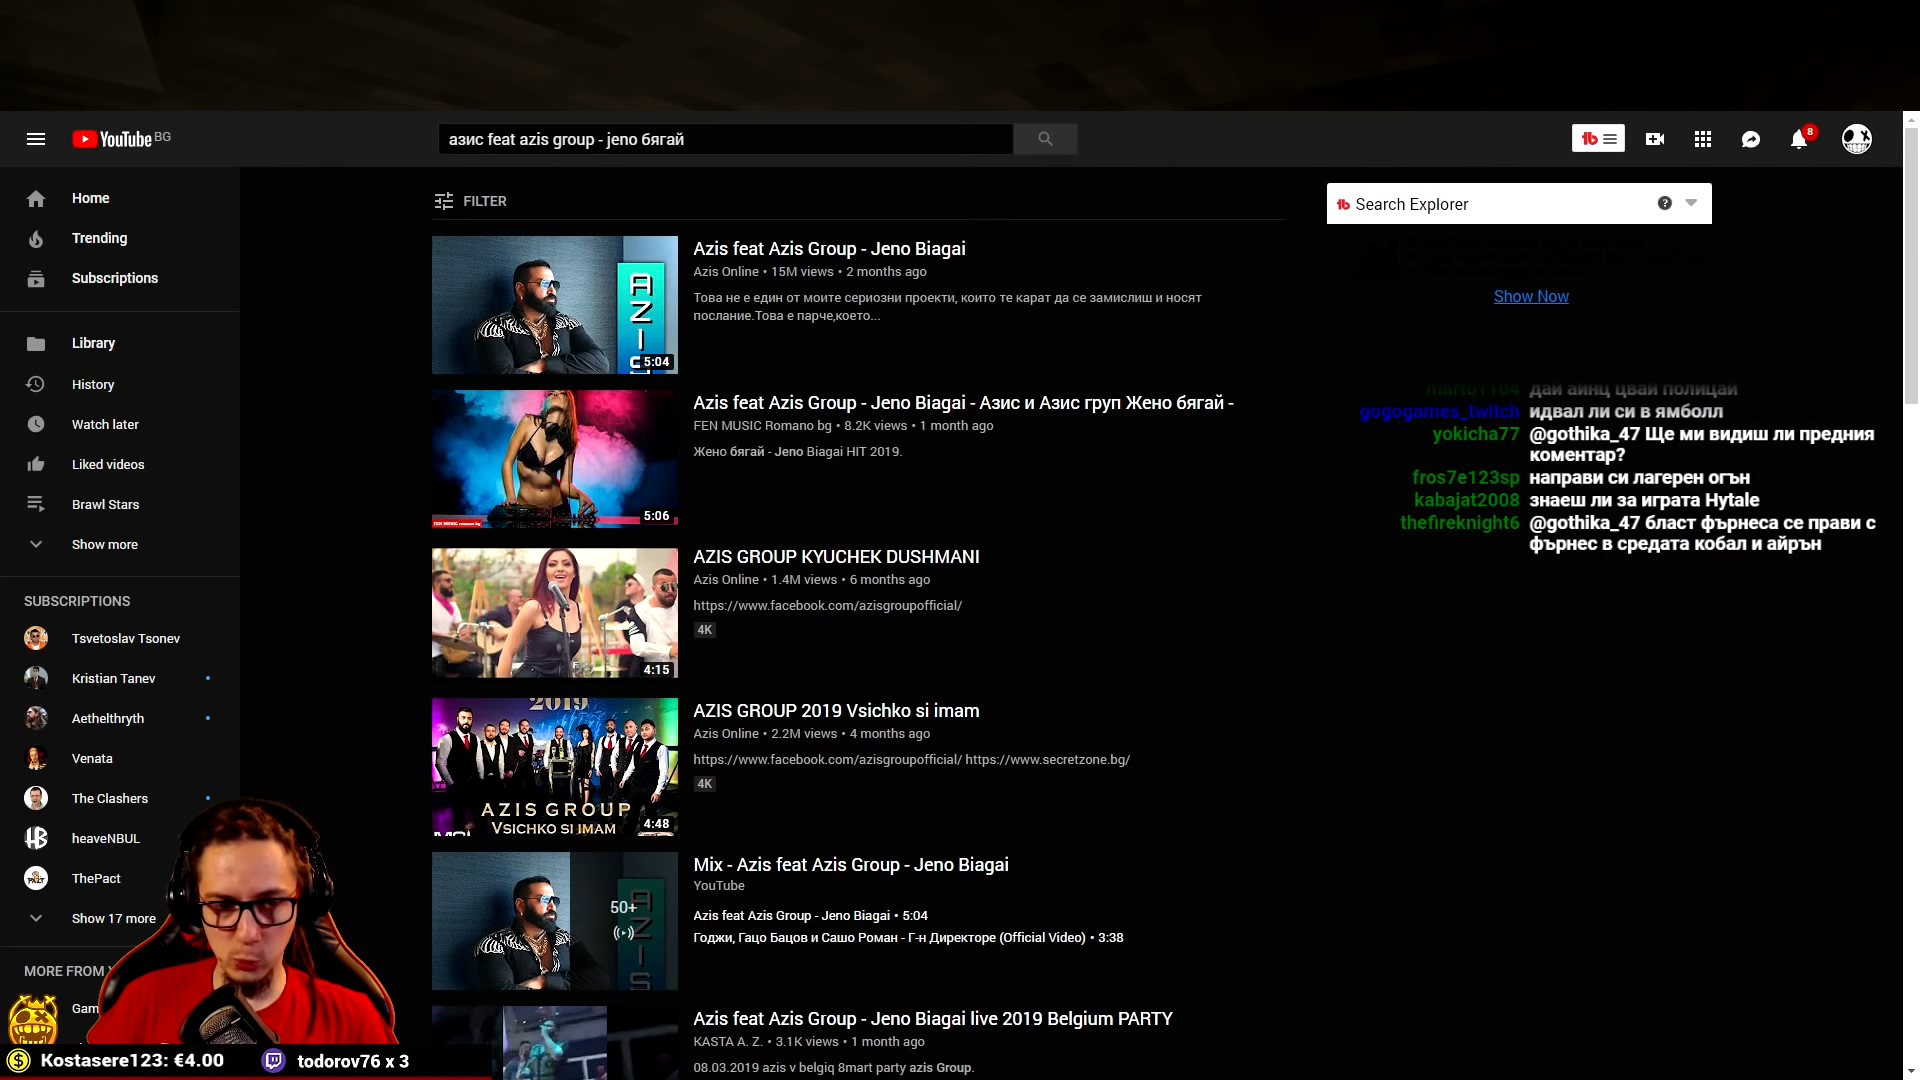 YouTube BG
азис feat azis group - jeno бягай
8
Home
Trending
Subscriptions
Library
History
Watch later
Liked videos
Brawl Stars
Show more
SUBSCRIPTIONS
Tsvetoslav Tsonev
Kristian Tanev
Aethelthryth
Venata
The Clashers
heaveNBUL
ThePact
Show 17 more
MORE FROM
Gam
FILTER
AZIS
5:04
Azis feat Azis Group - Jeno Biagai
Azis Online • 15M views • 2 months ago
Това не е един от моите сериозни проекти, които те карат да се замислиш и носят
послание.Това е парче,което...
5:06
Azis feat Azis Group - Jeno Biagai - Азис и Азис груп Жено бягай -
FEN MUSIC Romano bg • 8.2K views • 1 month ago
Жено бягай - Jeno Biagai HIT 2019.
4:15
AZIS GROUP KYUCHEK DUSHMANI
Azis Online • 1.4M views • 6 months ago
https://www.facebook.com/azisgroupofficial/
4K
2019
AZIS GROUP
VSICHKO SI IMAM
4:48
AZIS GROUP 2019 Vsichko si imam
Azis Online • 2.2M views • 4 months ago
https://www.facebook.com/azisgroupofficial/ https://www.secretzone.bg/
4K
50+
AZIS
Mix - Azis feat Azis Group - Jeno Biagai
YouTube
Azis feat Azis Group - Jeno Biagai • 5:04
Годжи, Гацо Бацов и Сашо Роман - Г-н Директоре (Official Video) • 3:38
Azis feat Azis Group - Jeno Biagai live 2019 Belgium PARTY
KASTA A. Z. • 3.1K views • 1 month ago
08.03.2019 azis v belgiq 8mart party azis Group.
Search Explorer
Show Now
дай айнц цвай полицай
gogogames_twitch идвал ли си в ямболл
yokicha77 @gothika_47 Ще ми видиш ли предния
коментар?
fros7e123sp направи си лагерен огън
kabajat2008 знаеш ли за играта Hytale
thefireknight6 @gothika_47 бласт фърнеса се прави с
фърнес в средата кобал и айрън
Kostasere123: €4.00
todorov76 x 3